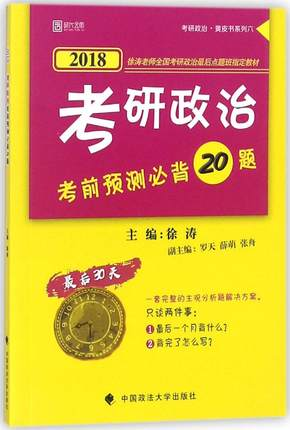 考研政治·黄皮书系列六
2018
徐涛老师全国考研政治最后点题班指定教材
考研政治
考前预测必背20题
主编:徐涛
副主编:罗天 薛萌 张舟
最后30天
一套完整的主观分析题解决方案。
只谈两件事:
1最后一个月背什么?
2背完了怎么写?
中国政法大学出版社